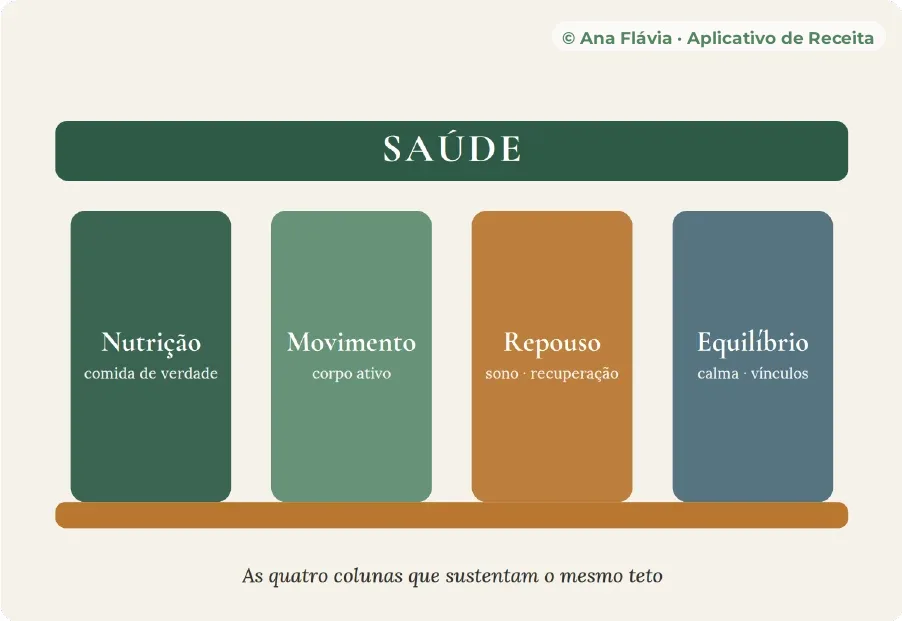 © Ana Flávia · Aplicativo de Receita
SAÚDE
Nutrição
comida de verdade
Movimento
corpo ativo
Repouso
sono · recuperação
Equilíbrio
calma · vínculos
As quatro colunas que sustentam o mesmo teto